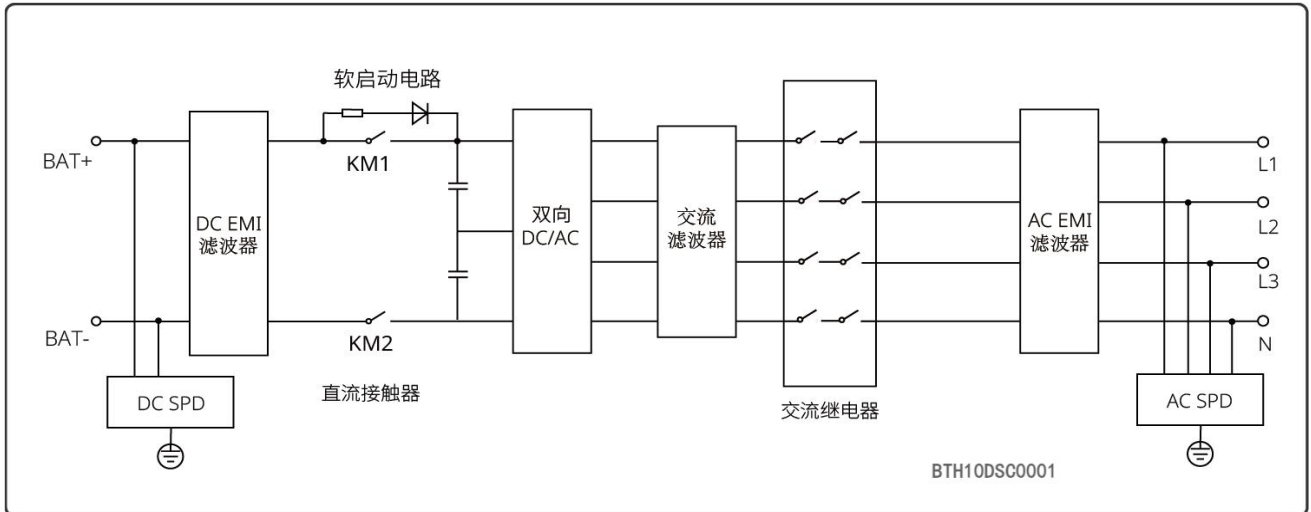 软启动电路
BAT+
KM1
DC EMI
滤波器
双向
DC/AC
交流
滤波器
AC EMI
滤波器
L1
L2
L3
BAT-
KM2
N
直流接触器
DC SPD
交流继电器
AC SPD
BTH10DSC0001